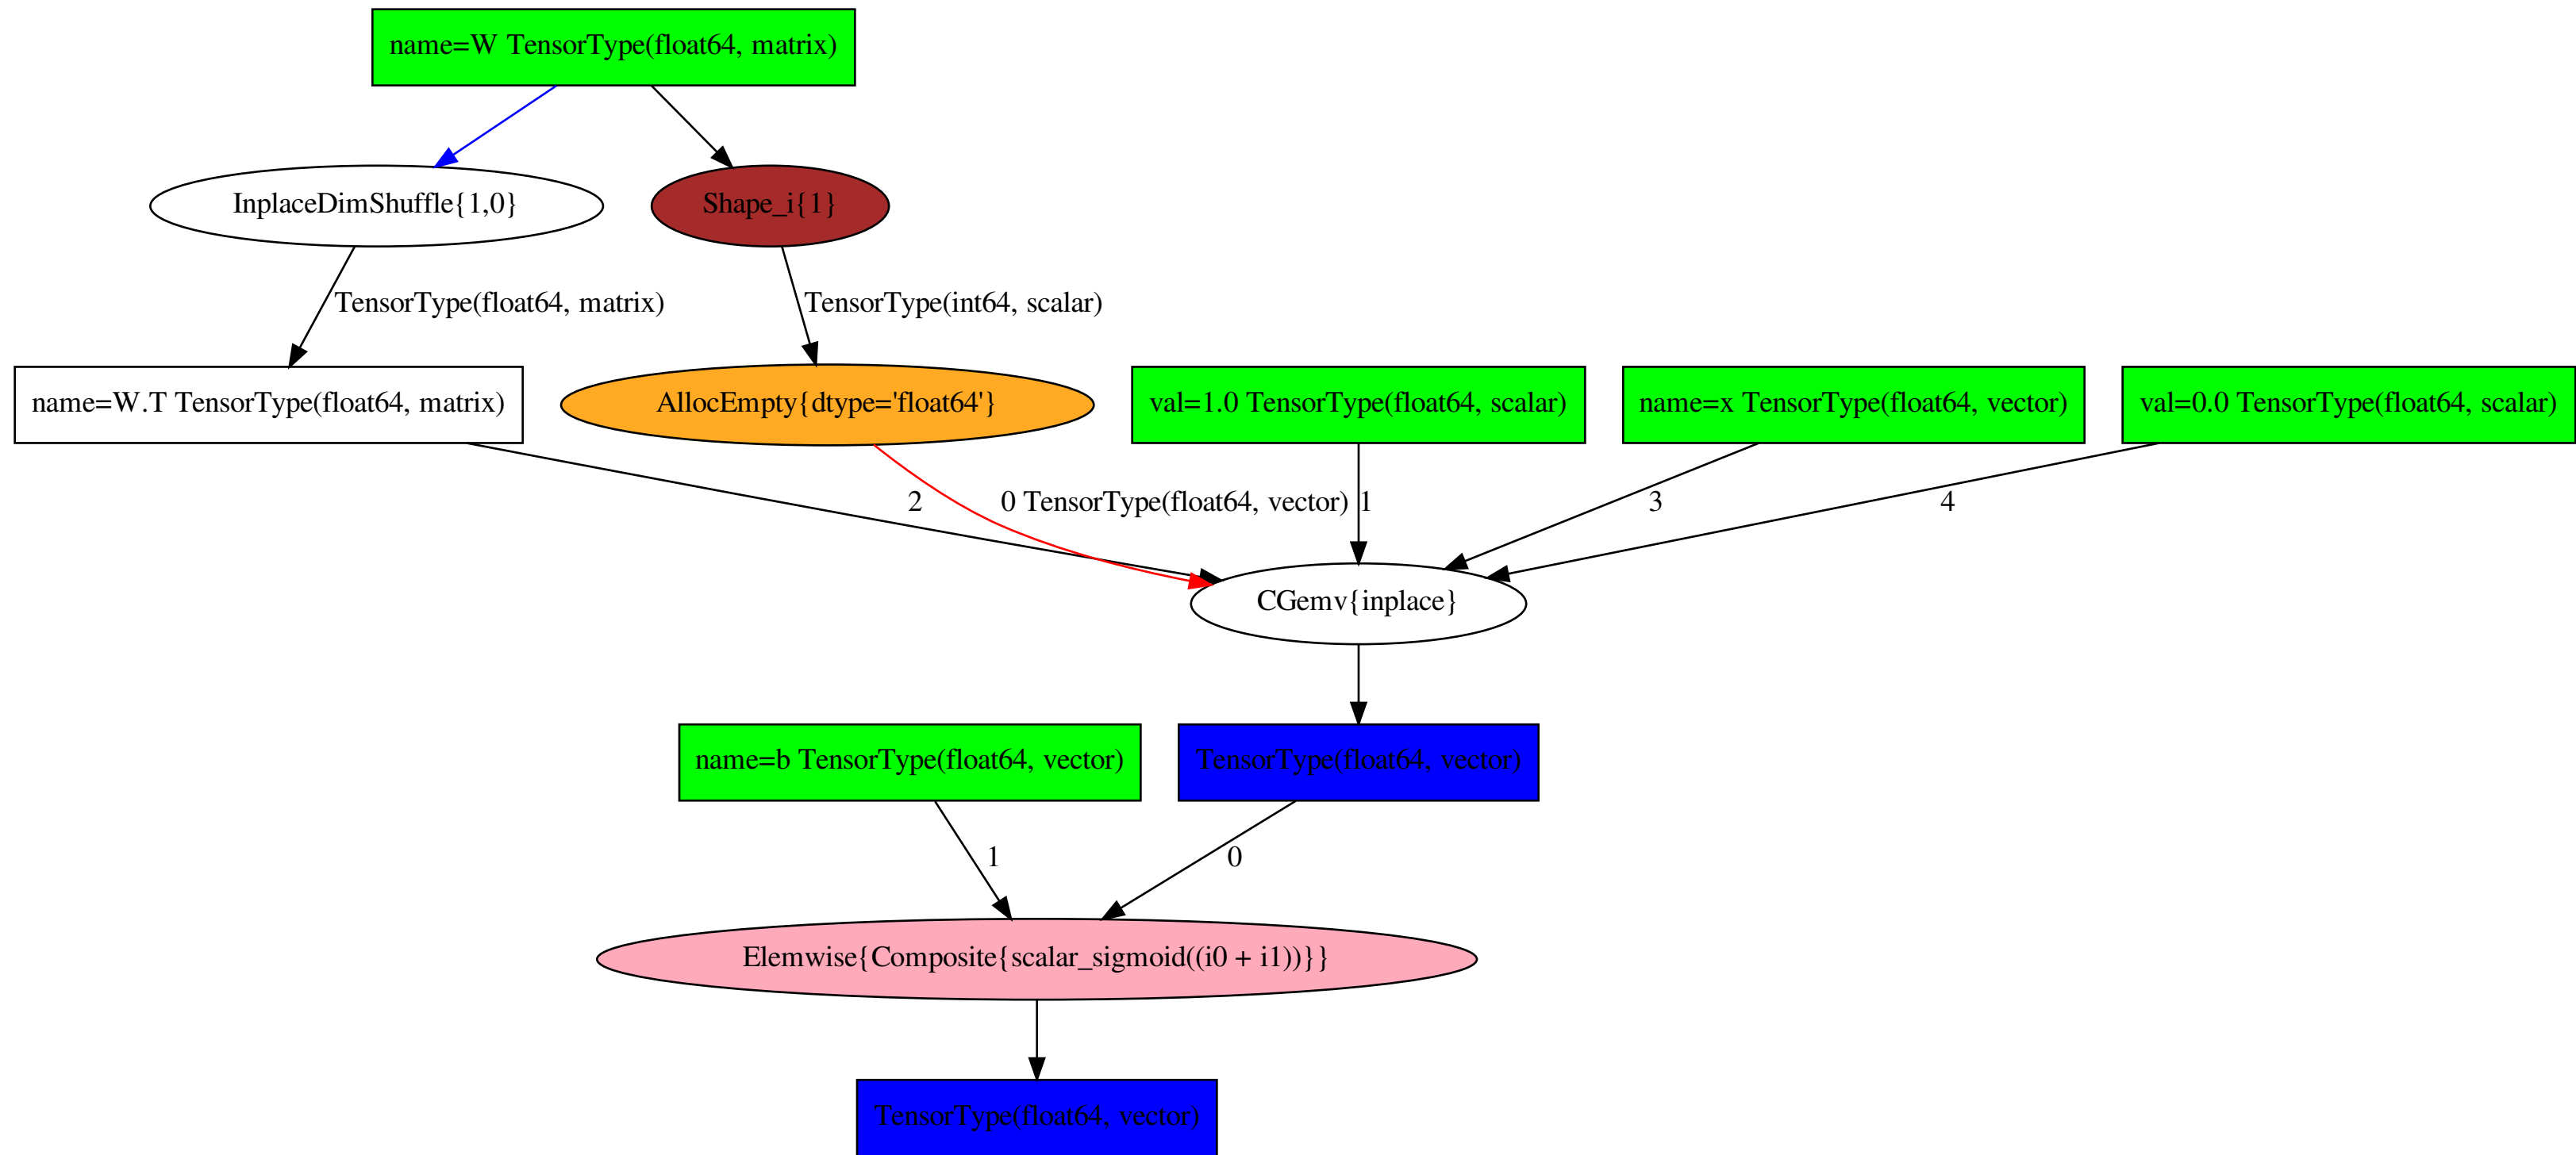 name=W TensorType(float64, matrix)
InplaceDimShuffle{1,0}
Shape_i{1}
TensorType(float64, matrix)
TensorType(int64, scalar)
name=W.T TensorType(float64, matrix)
AllocEmpty{dtype='float64'}
val=1.0 TensorType(float64, scalar)
name=x TensorType(float64, vector)
val=0.0 TensorType(float64, scalar)
2
0 TensorType(float64, vector)
1
3
4
CGemv{inplace}
name=b TensorType(float64, vector)
TensorType(float64, vector)
1
0
Elemwise{Composite{scalar_sigmoid((i0 + i1))}}
TensorType(float64, vector)